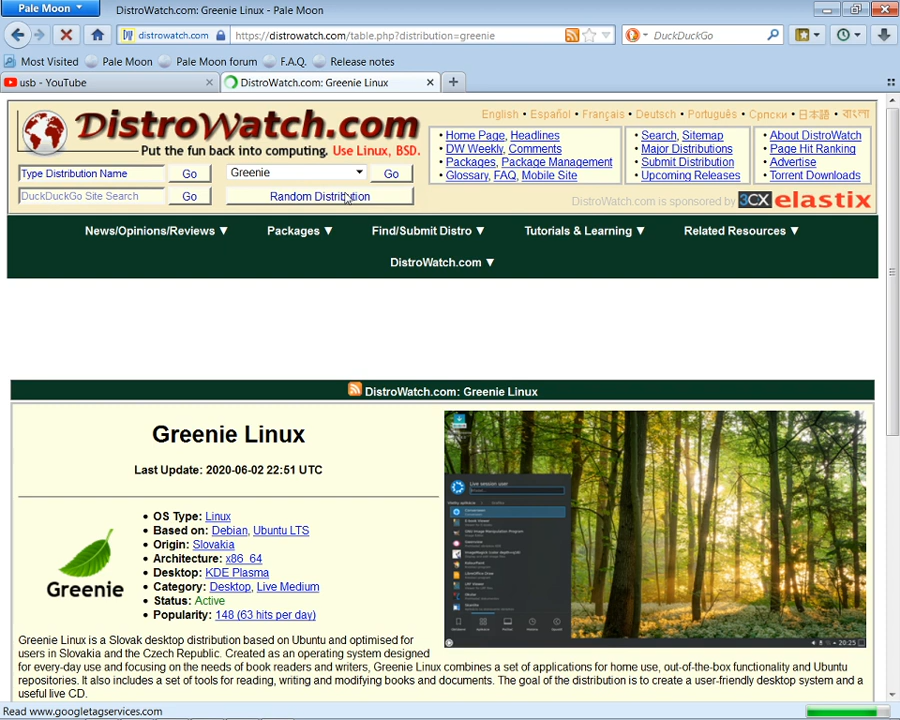 Pale Moon
DistroWatch.com: Greenie Linux - Pale Moon
distrowatch.com
https://distrowatch.com/table.php?distribution=greenie
DuckDuckGo
Most Visited Pale Moon Pale Moon forum F.A.Q. Release notes
usb - YouTube
DistroWatch.com: Greenie Linux
DistroWatch.com
Put the fun back into computing. Use Linux, BSD.
English • Español • Français • Deutsch • Português • Српски • 日本語 • বাংলা
• Home Page, Headlines
• DW Weekly, Comments
• Packages, Package Management
• Glossary, FAQ, Mobile Site
• Search, Sitemap
• Major Distributions
• Submit Distribution
• Upcoming Releases
• About DistroWatch
• Page Hit Ranking
• Advertise
• Torrent Downloads
Type Distribution Name Go Greenie Go
DuckDuckGo Site Search Go Random Distribution
DistroWatch.com is sponsored by 3CX elastix
News/Opinions/Reviews ▼ Packages ▼ Find/Submit Distro ▼ Tutorials & Learning ▼ Related Resources ▼
DistroWatch.com ▼
DistroWatch.com: Greenie Linux
Greenie Linux
Last Update: 2020-06-02 22:51 UTC
Greenie
• OS Type: Linux
• Based on: Debian, Ubuntu LTS
• Origin: Slovakia
• Architecture: x86_64
• Desktop: KDE Plasma
• Category: Desktop, Live Medium
• Status: Active
• Popularity: 148 (63 hits per day)
Live session user
20:25
Greenie Linux is a Slovak desktop distribution based on Ubuntu and optimised for
users in Slovakia and the Czech Republic. Created as an operating system designed
for every-day use and focusing on the needs of book readers and writers, Greenie Linux combines a set of applications for home use, out-of-the-box functionality and Ubuntu
repositories. It also includes a set of tools for reading, writing and modifying books and documents. The goal of the distribution is to create a user-friendly desktop system and a
useful live CD.
Read www.googletagservices.com